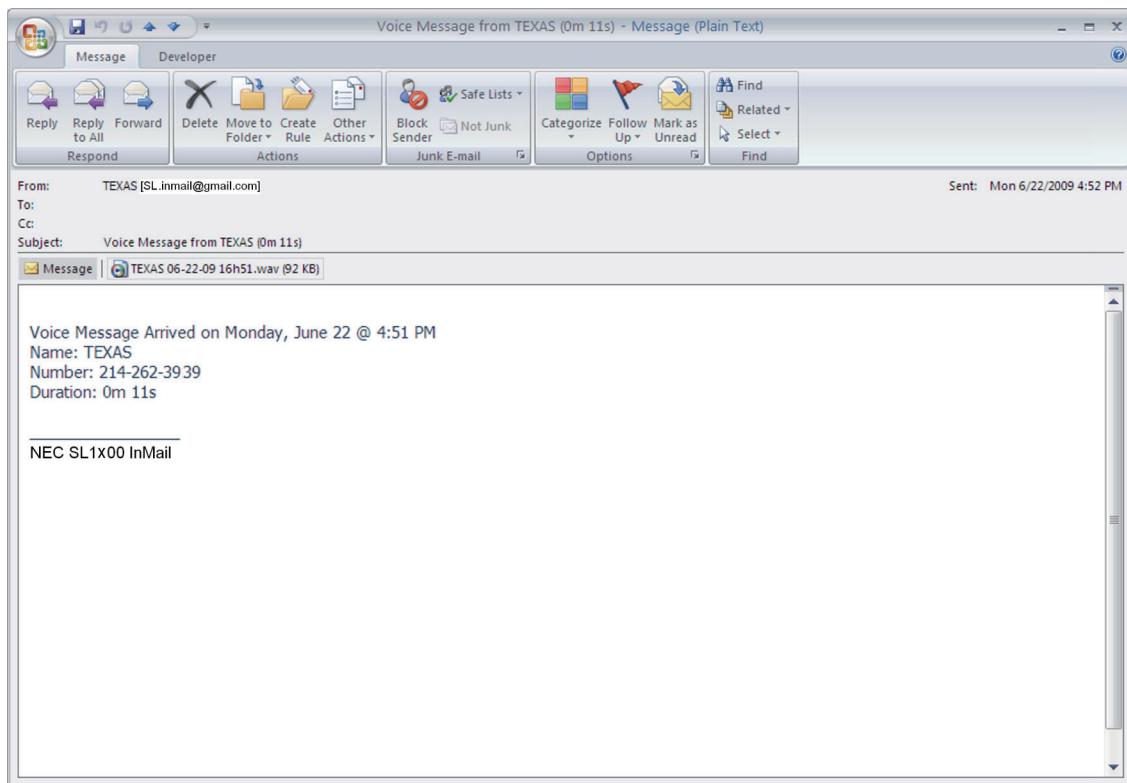 Voice Message from TEXAS (0m 11s) - Message (Plain Text)
Message Developer
Reply
Reply to All
Forward
Delete
Move to Folder
Create Rule
Other Actions
Block Sender
Safe Lists
Not Junk
Categorize
Follow Up
Mark as Unread
Find
Related
Select
Respond Actions Junk E-mail Options Find
From: TEXAS [SL.inmail@gmail.com] Sent: Mon 6/22/2009 4:52 PM
To:
Cc:
Subject: Voice Message from TEXAS (0m 11s)
Message TEXAS 06-22-09 16h51.wav (92 KB)
Voice Message Arrived on Monday, June 22 @ 4:51 PM
Name: TEXAS
Number: 214-262-3939
Duration: 0m 11s
NEC SL1X00 InMail